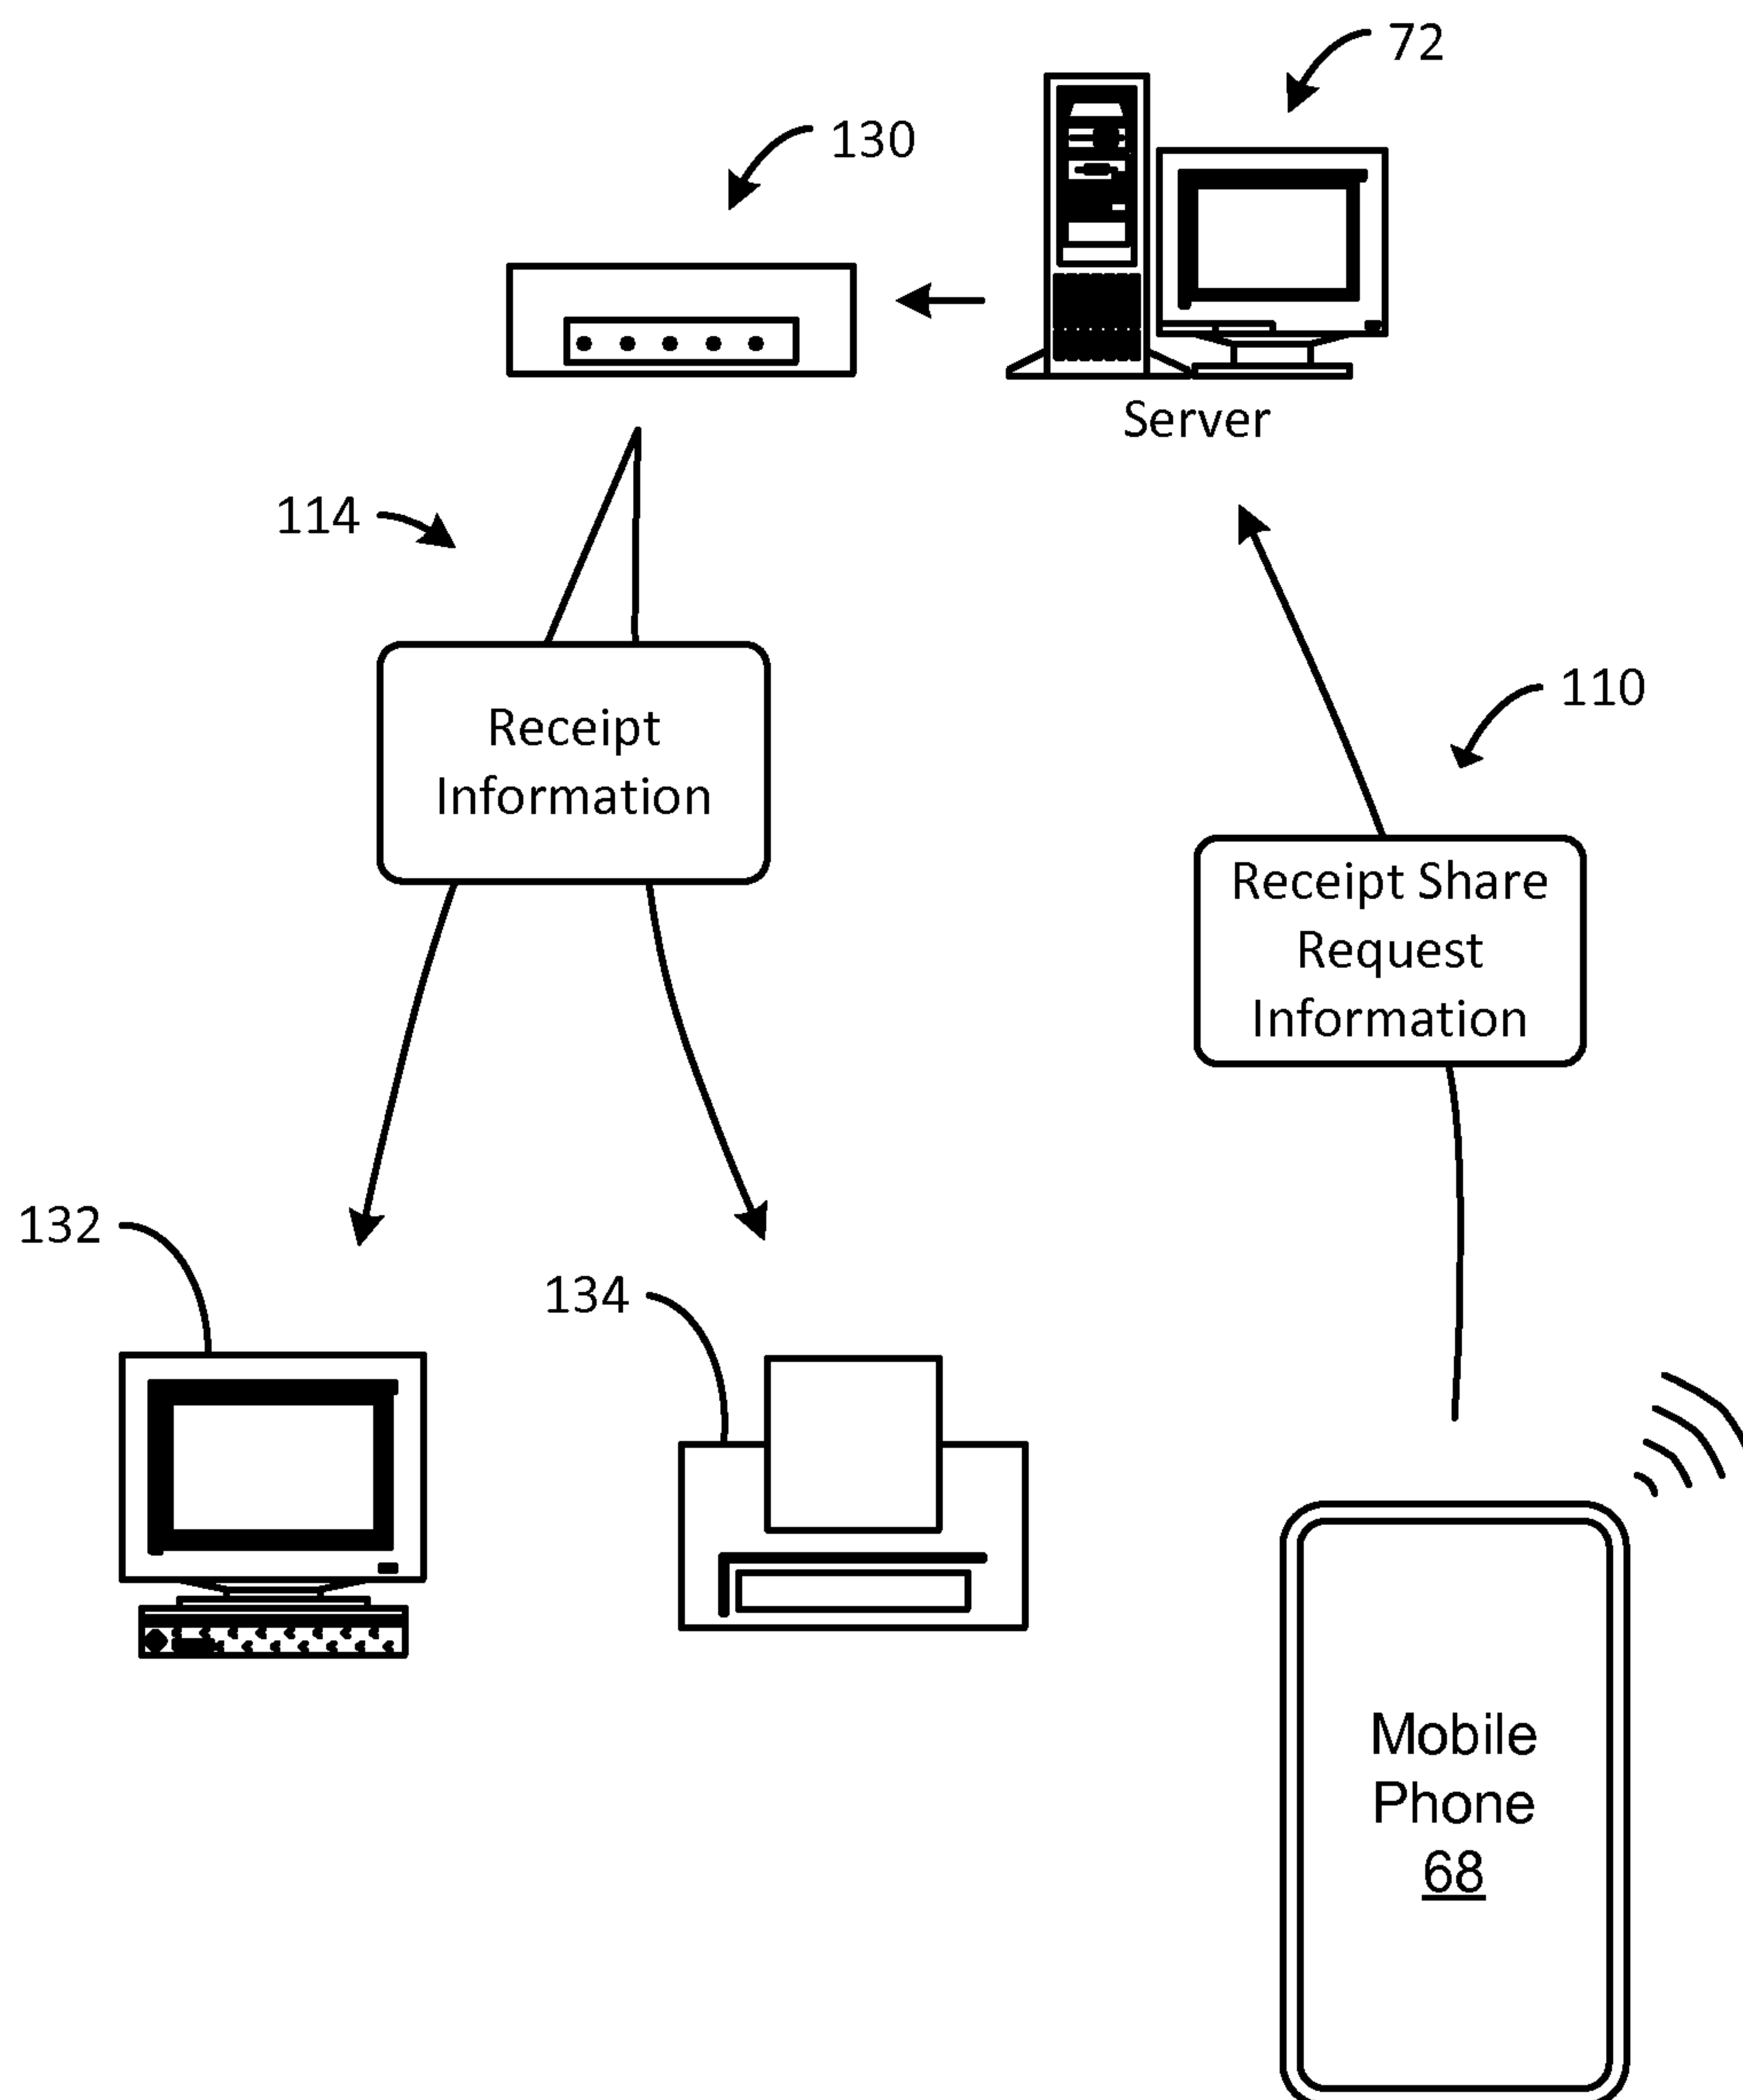 72
130
Server
114
110
Receipt
Information
Receipt Share
Request
Information
132
134
Mobile
Phone
68